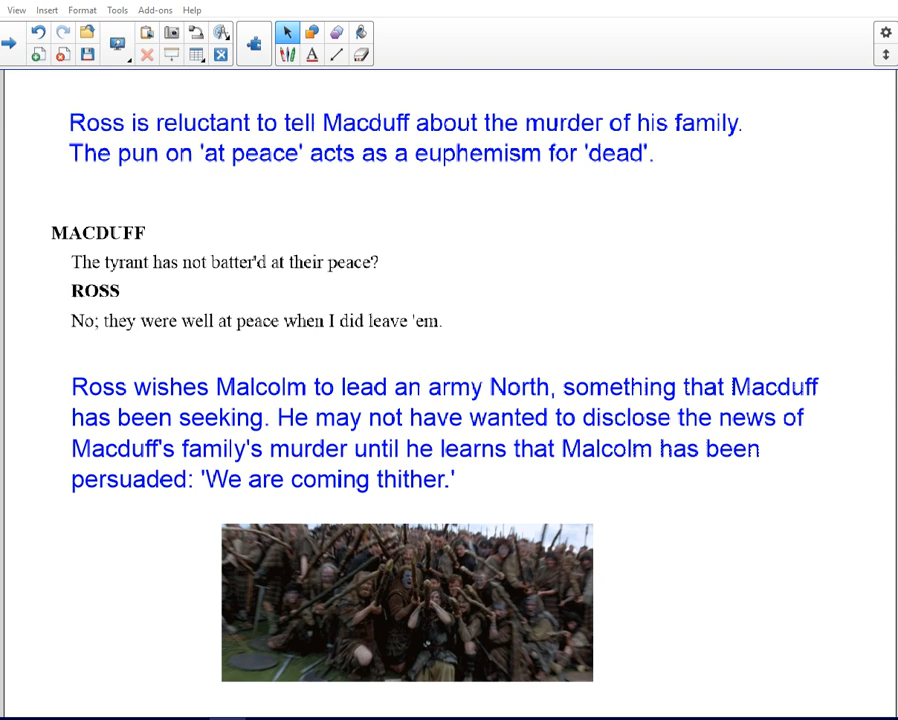 View Insert Format Tools Add-ons Help
Ross is reluctant to tell Macduff about the murder of his family.
The pun on 'at peace' acts as a euphemism for 'dead'.
MACDUFF
The tyrant has not batter'd at their peace?
ROSS
No; they were well at peace when I did leave 'em.
Ross wishes Malcolm to lead an army North, something that Macduff
has been seeking. He may not have wanted to disclose the news of
Macduff's family's murder until he learns that Malcolm has been
persuaded: 'We are coming thither.'